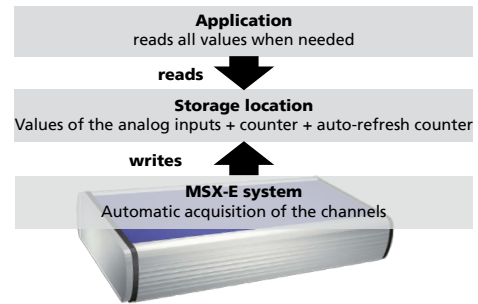 Application
reads all values when needed
reads
Storage location
Values of the analog inputs + counter + auto-refresh counter
writes
MSX-E system
Automatic acquisition of the channels